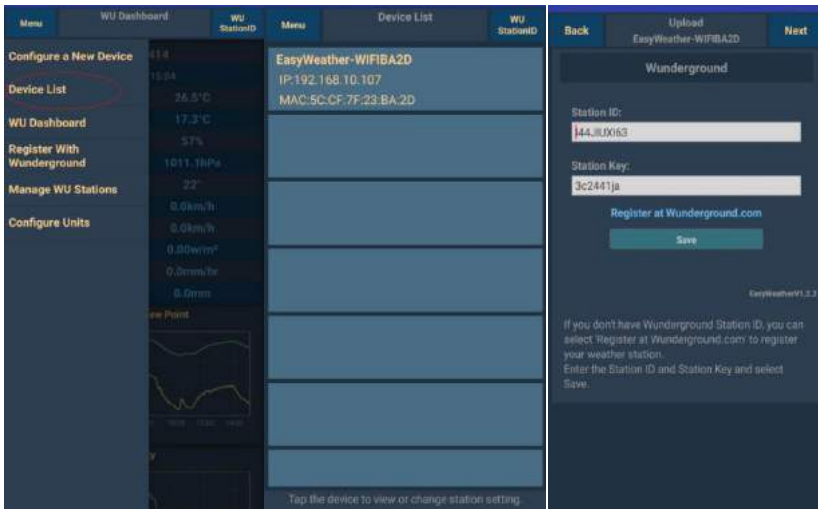 Menu
WU Dashboard
WU
StationID
Configure a New Device
Device List
WU Dashboard
Register With
Wunderground
Manage WU Stations
Configure Units
414
15:04
26.5°C
17.3°C
57%
1011.1hPa
22°
0.0km/h
0.0km/h
0.00w/m²
0.0mm/hr
0.0mm
ew Point
y
Menu
Device List
WU
StationID
EasyWeather-WIFIBA2D
IP:192.168.10.107
MAC:5C:CF:7F:23:BA:2D
Tap the device to view or change station setting.
Back
Upload
EasyWeather-WIFIBA2D
Next
Wunderground
Station ID:
Station Key:
3c2441ja
Register at Wunderground.com
Save
If you don't have Wunderground Station ID, you can
select 'Register at Wunderground.com' to register
your weather station.
Enter the Station ID and Station Key and select
Save.